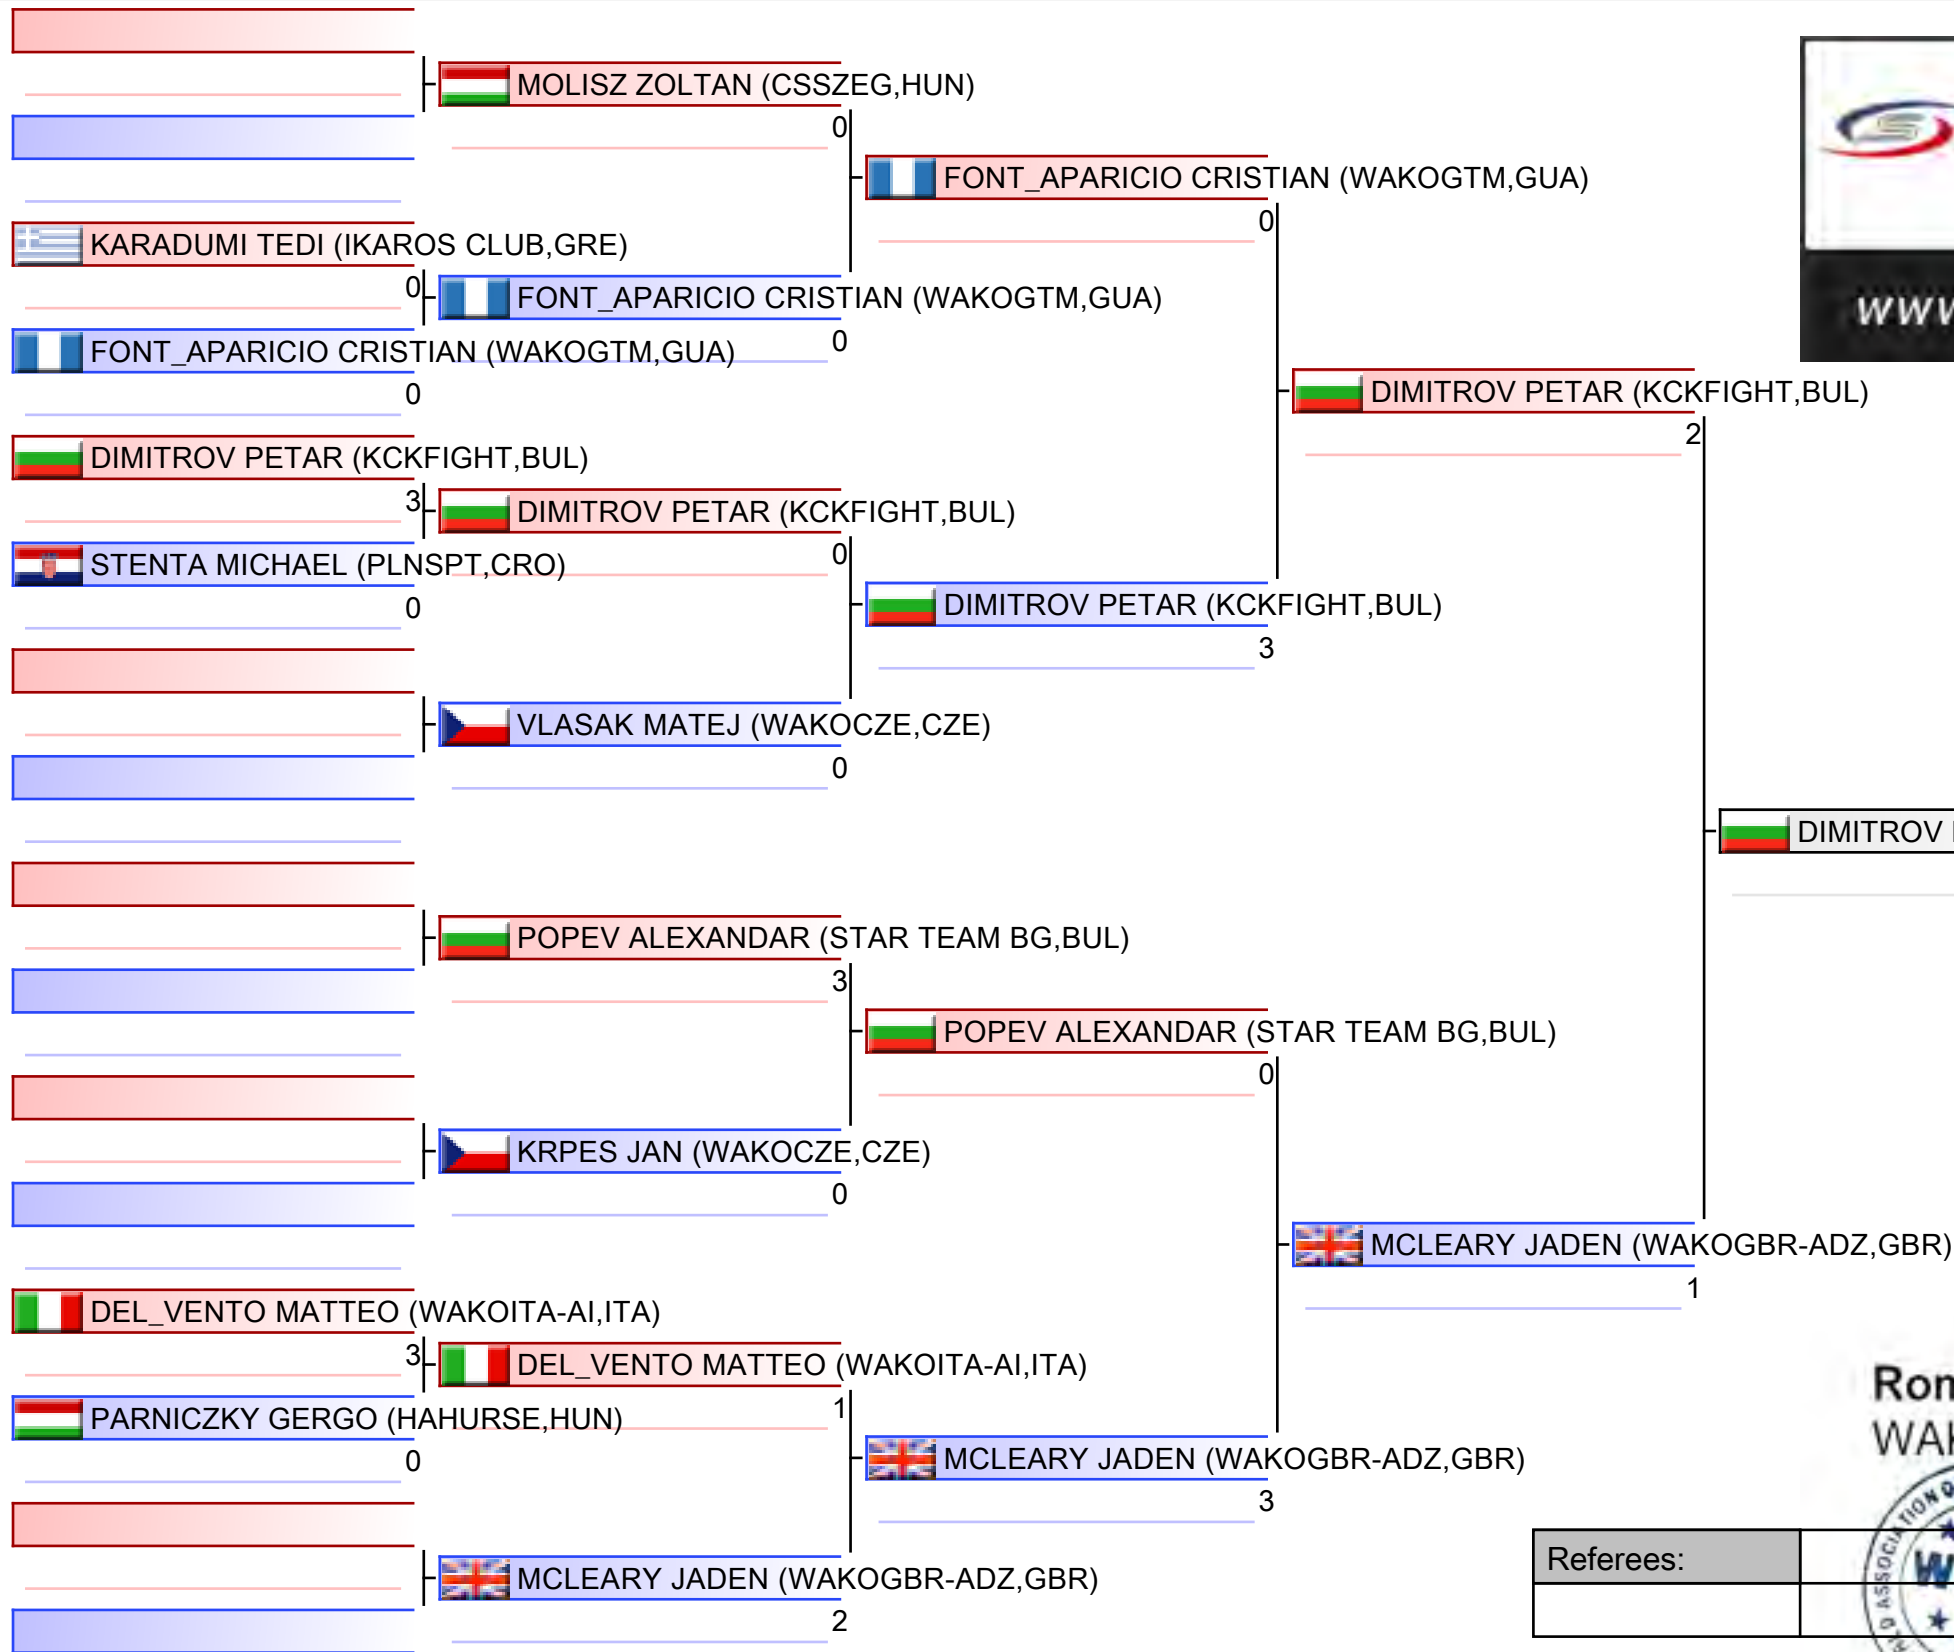 MOLISZ ZOLTAN (CSSZEG,HUN)
0
FONT_APARICIO CRISTIAN (WAKOGTM,GUA)
0
KARADUMI TEDI (IKAROS CLUB,GRE)
0
FONT_APARICIO CRISTIAN (WAKOGTM,GUA)
0
www
FONT_APARICIO CRISTIAN (WAKOGTM,GUA)
0
DIMITROV PETAR (KCKFIGHT,BUL)
2
DIMITROV PETAR (KCKFIGHT,BUL)
3
DIMITROV PETAR (KCKFIGHT,BUL)
0
STENTA MICHAEL (PLNSPT,CRO)
0
DIMITROV PETAR (KCKFIGHT,BUL)
3
VLASAK MATEJ (WAKOCZE,CZE)
0
DIMITROV
POPEV ALEXANDAR (STAR TEAM BG,BUL)
3
POPEV ALEXANDAR (STAR TEAM BG,BUL)
0
KRPES JAN (WAKOCZE,CZE)
0
MCLEARY JADEN (WAKOGBR-ADZ,GBR)
1
DEL_VENTO MATTEO (WAKOITA-AI,ITA)
3
DEL_VENTO MATTEO (WAKOITA-AI,ITA)
1
PARNICZKY GERGO (HAHURSE,HUN)
0
MCLEARY JADEN (WAKOGBR-ADZ,GBR)
3
MCLEARY JADEN (WAKOGBR-ADZ,GBR)
2
Referees: